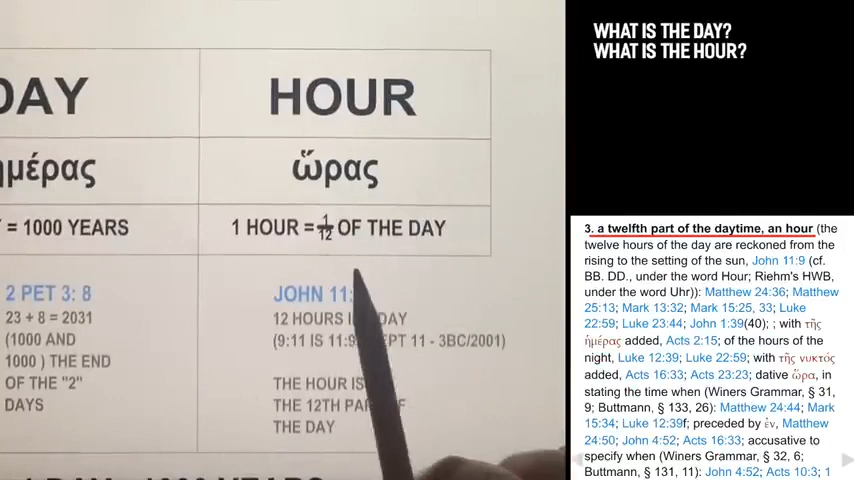 DAY
HOUR
ημέρας
ὥρας
= 1000 YEARS
1 HOUR = 1/12 OF THE DAY
2 PET 3: 8
23 + 8 = 2031
(1000 AND
1000 ) THE END
OF THE "2"
DAYS
JOHN 11:
12 HOURS DAY
(9:11 IS 11:9 - 3BC/2001)
THE HOUR IS
THE 12TH
THE DAY
WHAT IS THE DAY?
WHAT IS THE HOUR?
3. a twelfth part of the daytime, an hour (the
twelve hours of the day are reckoned from the
rising to the setting of the sun, John 11:9 (cf.
BB. DD., under the word Hour; Riehm's HWB,
under the word Uhr)): Matthew 24:36; Matthew
25:13; Mark 13:32; Mark 15:25, 33; Luke
22:59; Luke 23:44; John 1:39(40); ; with τῆς
ἡμέρας added, Acts 2:15; of the hours of the
night, Luke 12:39; Luke 22:59; with τῆς νυκτός
added, Acts 16:33; Acts 23:23; dative ὥρα, in
stating the time when (Winers Grammar, § 31,
9; Buttmann, § 133, 26): Matthew 24:44; Mark
15:34; Luke 12:39f; preceded by ἐν, Matthew
24:50; John 4:52; Acts 16:33; accusative to
specify when (Winers Grammar, § 32, 6;
Buttmann, § 131, 11): John 4:52; Acts 10:3; 1